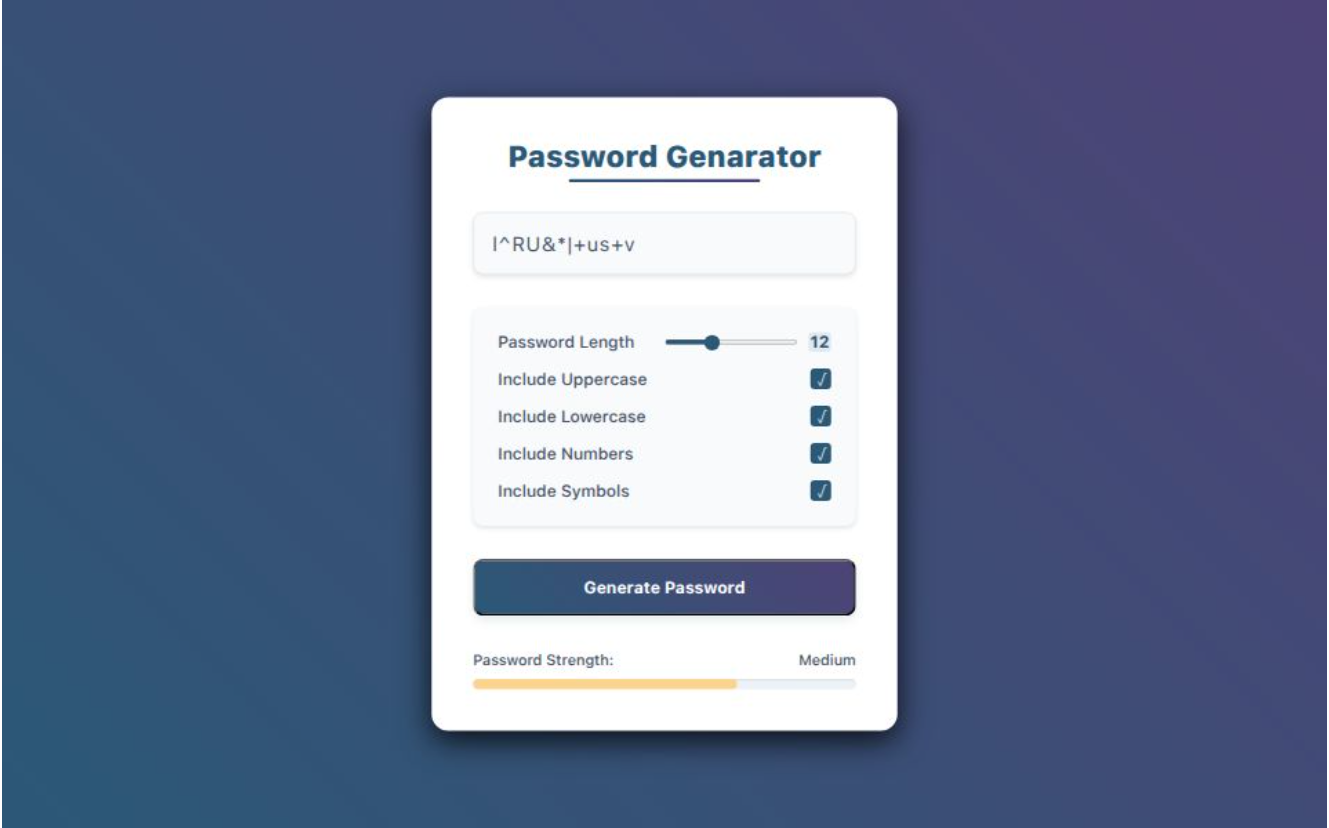 Password Genarator
l^RU&*|+us+v
Password Length 12
Include Uppercase
Include Lowercase
Include Numbers
Include Symbols
Generate Password
Password Strength: Medium